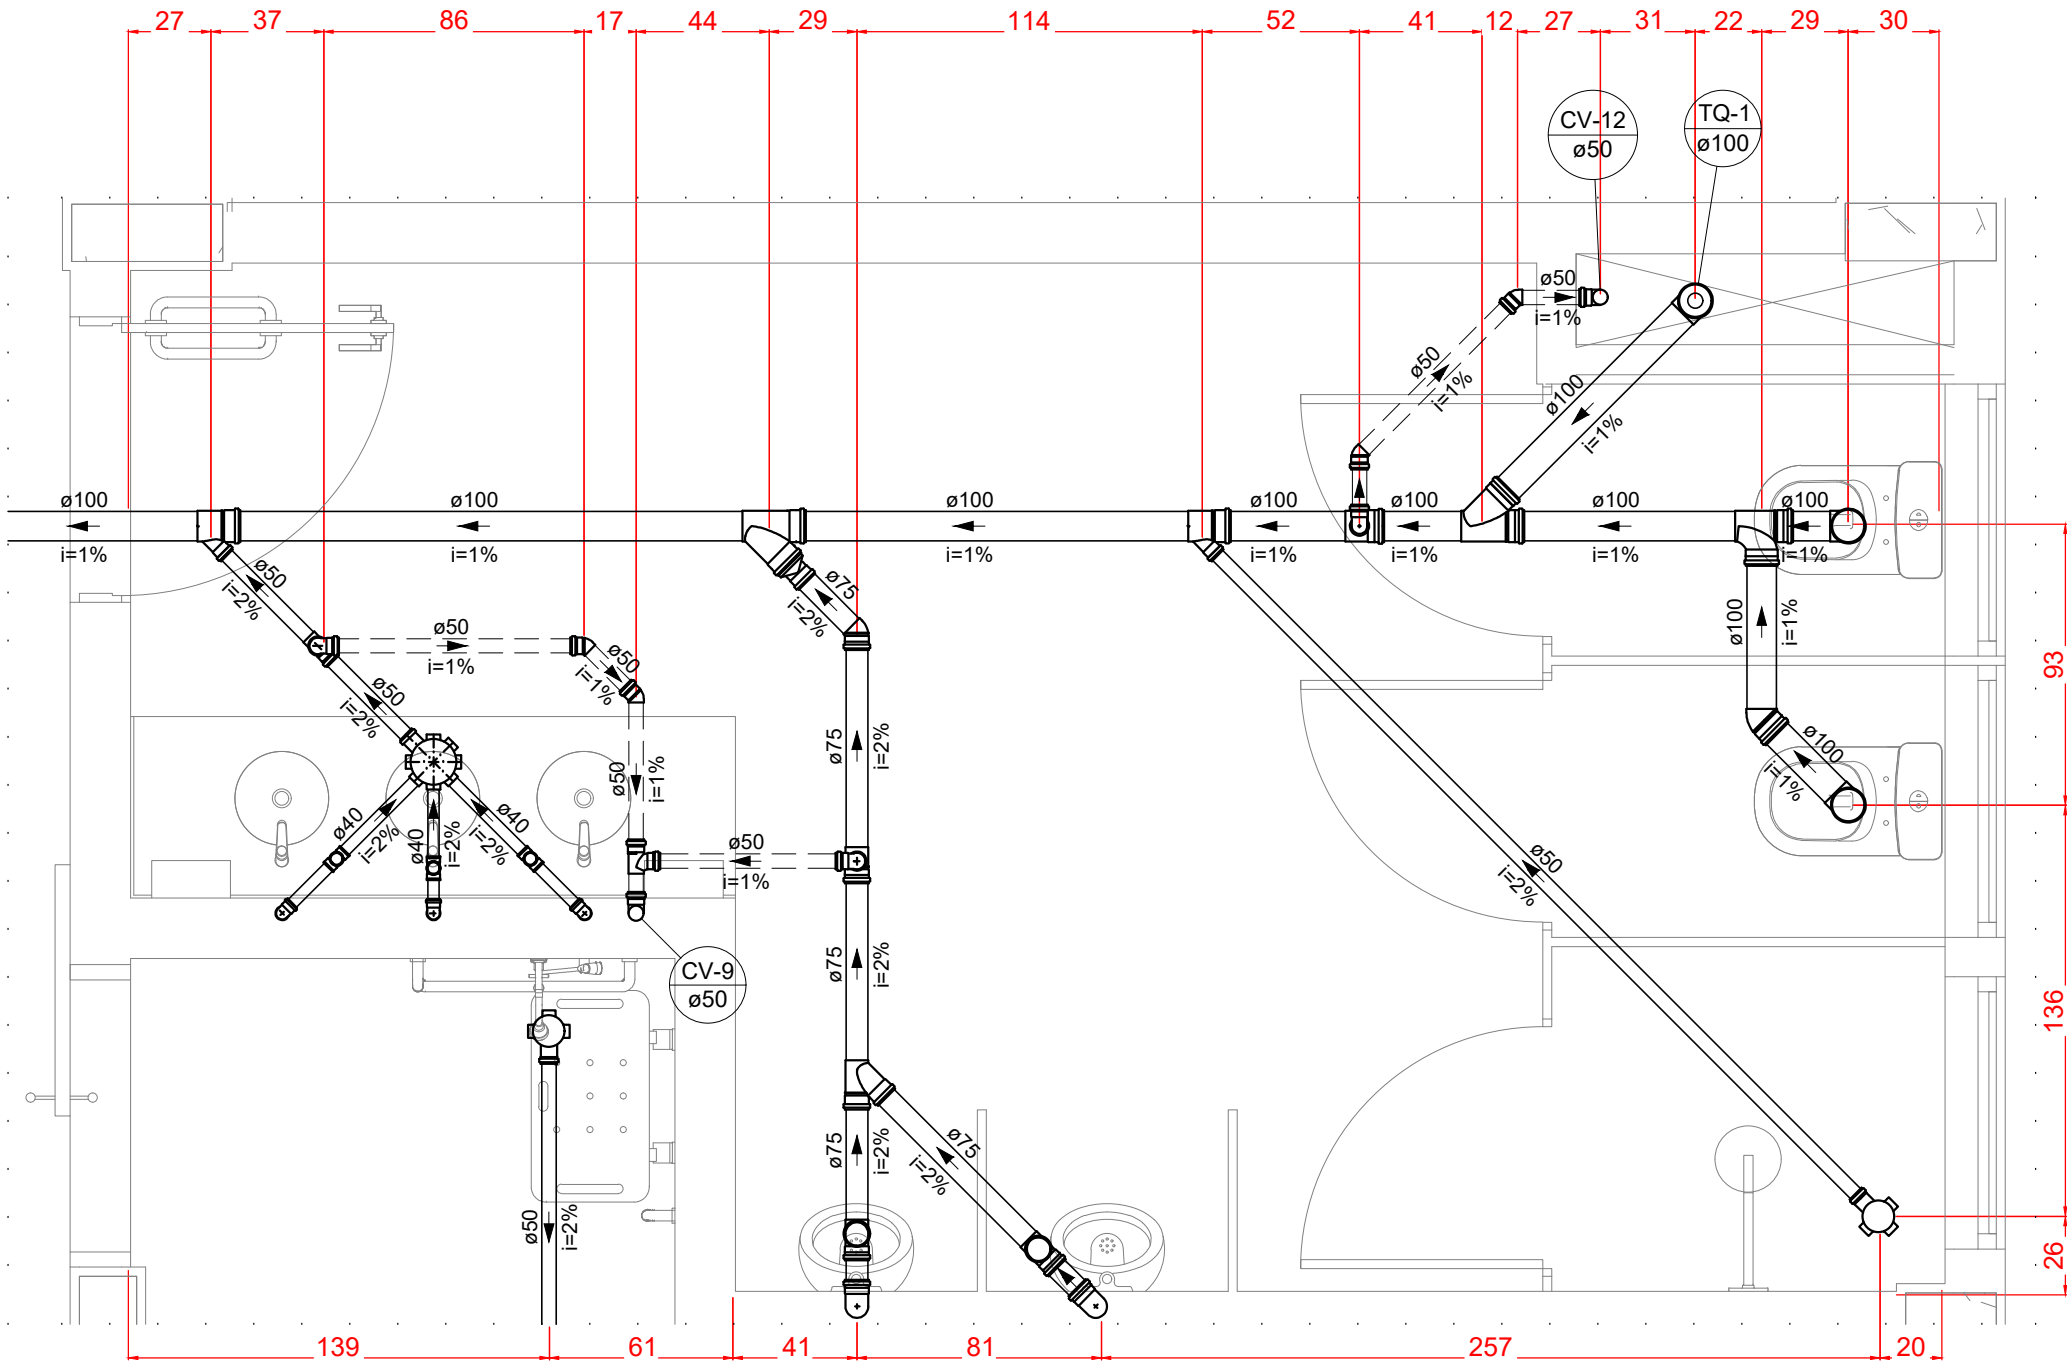 27 37 86 17 44 29 114 52 41 12 27 31 22 29 30
CV-12
ø50
TQ-1
ø100
ø50
i=1%
ø50
i=1%
ø100
i=1%
ø100
i=1%
ø100
i=1%
ø100
i=1%
ø100
i=1%
ø100
i=1%
ø100
i=1%
ø100
i=1%
ø50
i=2%
ø75
i=2%
ø50
i=1%
ø50
i=1%
ø100
i=1%
93
ø50
i=2%
ø75
i=2%
ø50
i=1%
ø100
i=1%
ø40
i=2%
ø40
i=2%
ø40
i=2%
ø50
i=1%
ø50
i=2%
CV-9
ø50
ø75
i=2%
136
ø75
i=2%
ø75
i=2%
ø50
i=2%
26
139 61 41 81 257 20